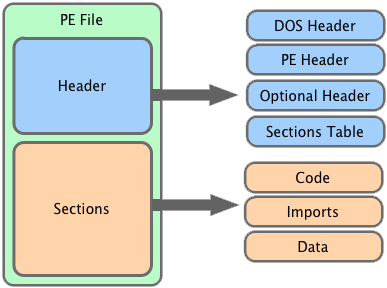 PE File
Header
Sections
DOS Header
PE Header
Optional Header
Sections Table
Code
Imports
Data